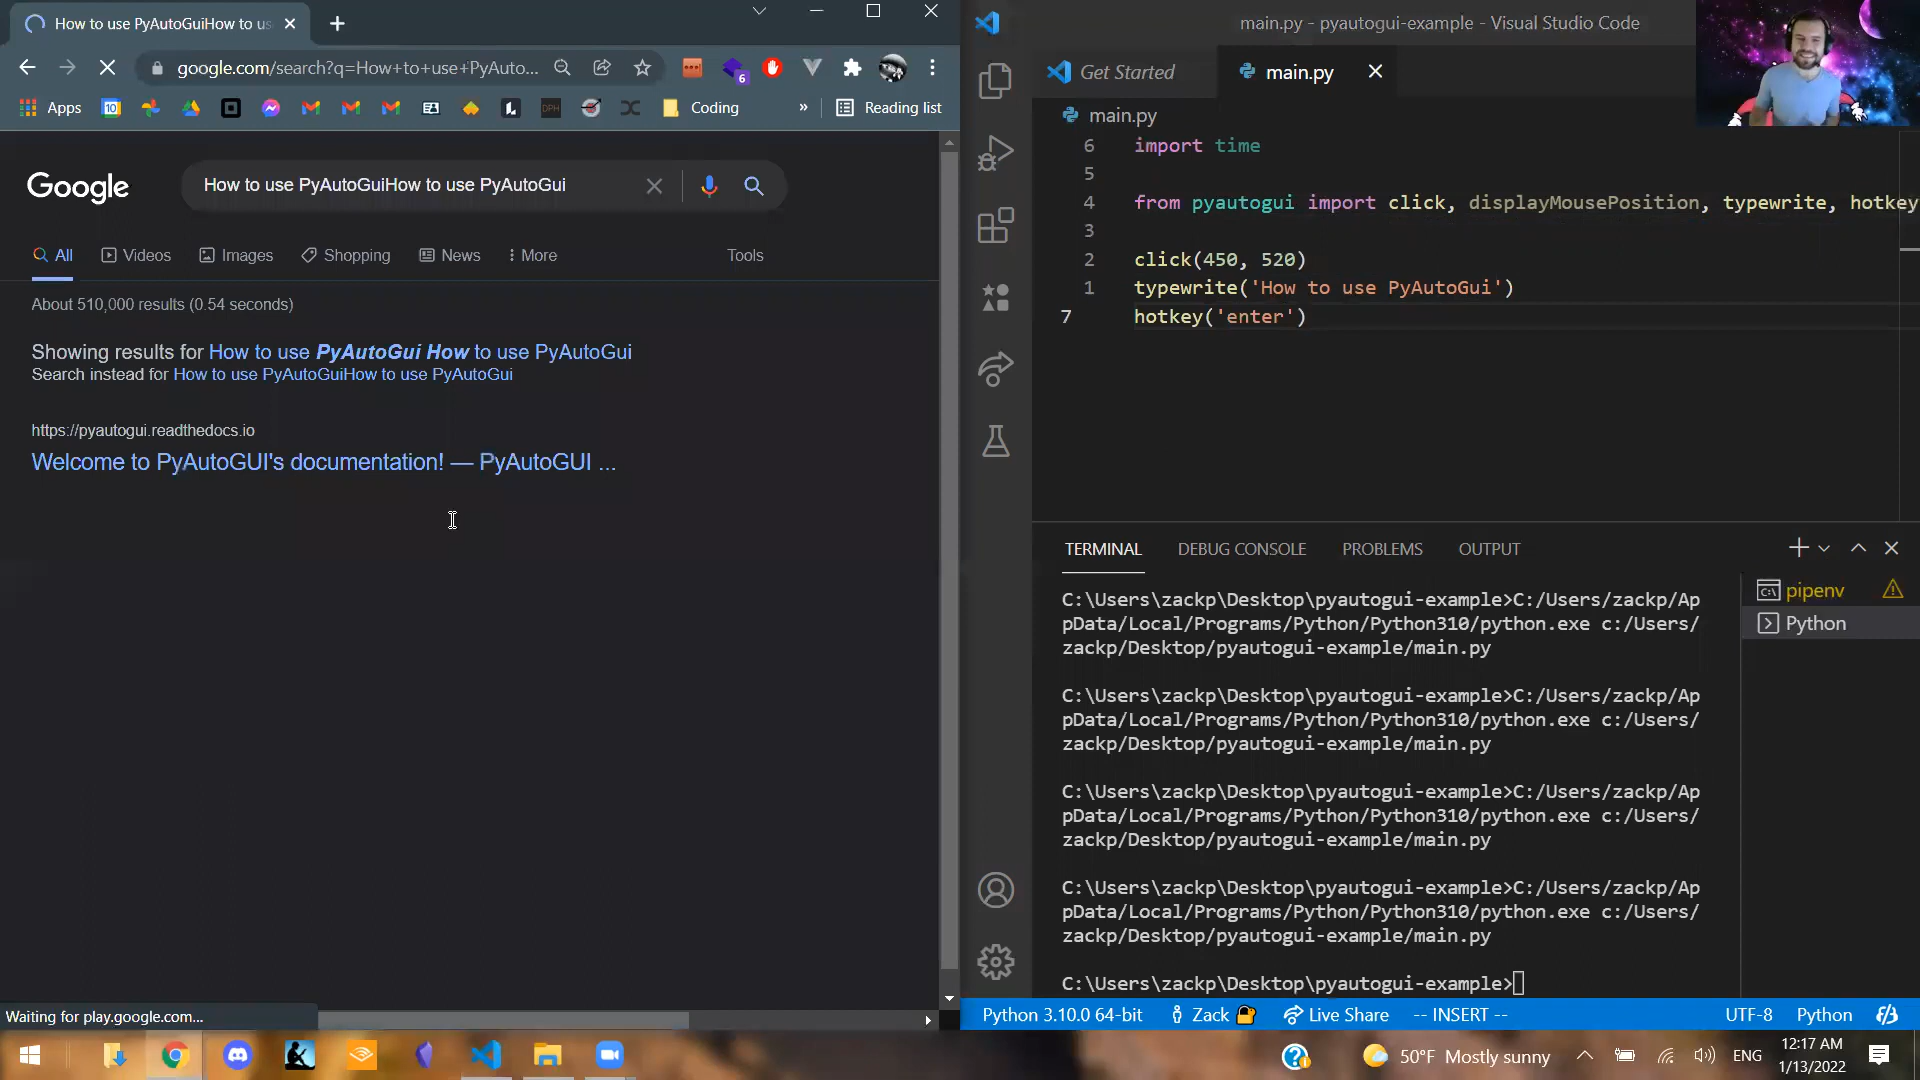 How to use PyAutoGuiHow to us
google.com/search?q=How+to+use+PyAuto...
6
Apps
10
DPH
Coding
»
Reading list
Google
How to use PyAutoGuiHow to use PyAutoGui
All
Videos
Images
Shopping
News
More
Tools
About 510,000 results (0.54 seconds)
Showing results for How to use PyAutoGui How to use PyAutoGui
Search instead for How to use PyAutoGuiHow to use PyAutoGui
https://pyautogui.readthedocs.io
Welcome to PyAutoGUI's documentation! — PyAutoGUI ...
Waiting for play.google.com...
main.py - pyautogui-example - Visual Studio Code
Get Started
main.py
main.py
6 import time
5
4 from pyautogui import click, displayMousePosition, typewrite, hotkey
3
2 click(450, 520)
1 typewrite('How to use PyAutoGui')
7 hotkey('enter')
TERMINAL
DEBUG CONSOLE
PROBLEMS
OUTPUT
C:\Users\zackp\Desktop\pyautogui-example>C:/Users/zackp/Ap
pData/Local/Programs/Python/Python310/python.exe c:/Users/
zackp/Desktop/pyautogui-example/main.py
C:\Users\zackp\Desktop\pyautogui-example>C:/Users/zackp/Ap
pData/Local/Programs/Python/Python310/python.exe c:/Users/
zackp/Desktop/pyautogui-example/main.py
C:\Users\zackp\Desktop\pyautogui-example>C:/Users/zackp/Ap
pData/Local/Programs/Python/Python310/python.exe c:/Users/
zackp/Desktop/pyautogui-example/main.py
C:\Users\zackp\Desktop\pyautogui-example>C:/Users/zackp/Ap
pData/Local/Programs/Python/Python310/python.exe c:/Users/
zackp/Desktop/pyautogui-example/main.py
C:\Users\zackp\Desktop\pyautogui-example>
pipenv
Python
Python 3.10.0 64-bit
Zack
Live Share
-- INSERT --
UTF-8
Python
50°F Mostly sunny
ENG
12:17 AM
1/13/2022